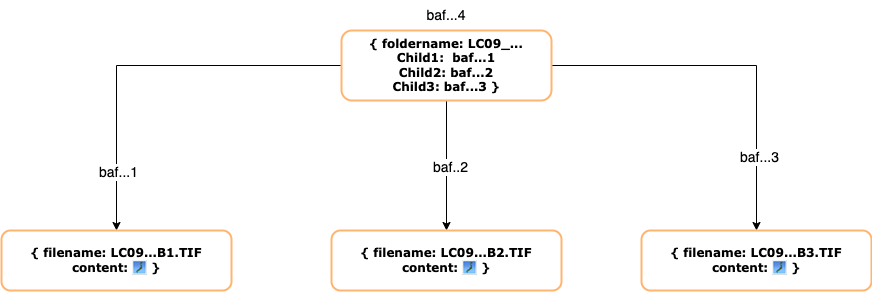 baf...4
{ foldername: LC09_...
Child1: baf...1
Child2: baf...2
Child3: baf...3 }
baf...1
baf..2
baf...3
{ filename: LC09...B1.TIF
content: }
{ filename: LC09...B2.TIF
content: }
{ filename: LC09...B3.TIF
content: }